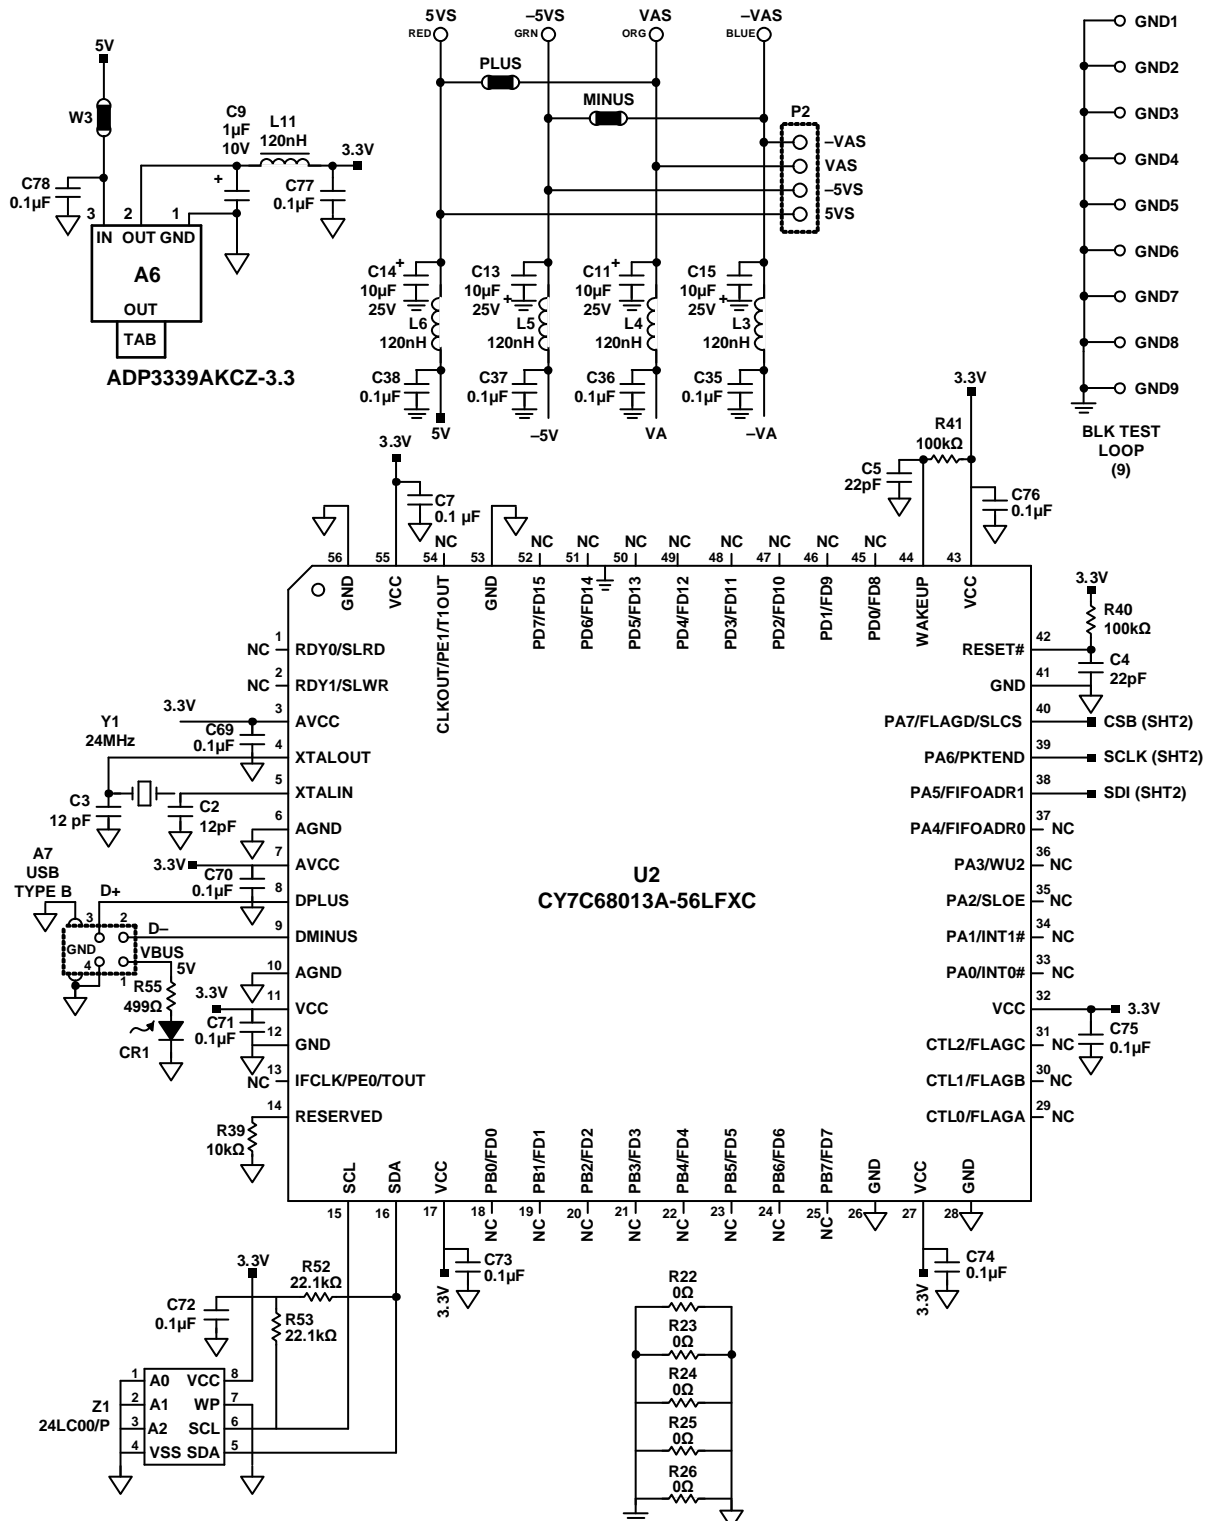 5VS
RED
–5VS
GRN
VAS
ORG
–VAS
BLUE
PLUS
MINUS
P2
–VAS
VAS
–5VS
5VS
GND1
GND2
GND3
GND4
GND5
GND6
GND7
GND8
GND9
BLK TEST
LOOP
(9)
5V
W3
C9
1µF
10V
L11
120nH
3.3V
C78
0.1µF
+
C77
0.1µF
3
2
1
IN
OUT
GND
A6
OUT
TAB
ADP3339AKCZ-3.3
C14
+
10µF
25V
L6
120nH
C38
0.1µF
5V
C13
10µF
25V
+
L5
120nH
C37
0.1µF
–5V
C11
+
10µF
25V
L4
120nH
C36
0.1µF
VA
C15
10µF
25V
+
L3
120nH
C35
0.1µF
–VA
3.3V
C7
0.1 µF
3.3V
R41
100kΩ
C5
22pF
C76
0.1µF
56
55
54
NC
53
52
NC
51
NC
50
NC
49
NC
48
NC
47
NC
46
NC
45
NC
44
43
GND
VCC
CLKOUT/PE1/T1OUT
GND
PD7/FD15
PD6/FD14
PD5/FD13
PD4/FD12
PD3/FD11
PD2/FD10
PD1/FD9
PD0/FD8
WAKEUP
VCC
NC
1
RDY0/SLRD
NC
2
RDY1/SLWR
3.3V
3
AVCC
C69
0.1µF
Y1
24MHz
4
XTALOUT
5
XTALIN
C3
12 pF
C2
12pF
6
AGND
3.3V
7
AVCC
C70
0.1µF
A7
USB
TYPE B
D+
8
DPLUS
D–
9
DMINUS
3
2
GND
4
1
VBUS
5V
R55
499Ω
CR1
10
AGND
3.3V
11
VCC
C71
0.1µF
12
GND
NC
13
IFCLK/PE0/TOUT
14
RESERVED
R39
10kΩ
U2
CY7C68013A-56LFXC
3.3V
R40
100kΩ
C4
22pF
RESET#
42
GND
41
PA7/FLAGD/SLCS
40
CSB (SHT2)
PA6/PKTEND
39
SCLK (SHT2)
PA5/FIFOADR1
38
SDI (SHT2)
PA4/FIFOADR0
37
NC
PA3/WU2
36
NC
PA2/SLOE
35
NC
PA1/INT1#
34
NC
PA0/INT0#
33
NC
VCC
32
3.3V
C75
0.1µF
CTL2/FLAGC
31
NC
CTL1/FLAGB
30
NC
CTL0/FLAGA
29
NC
SCL
SDA
VCC
PB0/FD0
PB1/FD1
PB2/FD2
PB3/FD3
PB4/FD4
PB5/FD5
PB6/FD6
PB7/FD7
GND
VCC
GND
15
16
17
18
NC
19
NC
20
NC
21
NC
22
NC
23
NC
24
NC
25
NC
26
27
28
C73
0.1µF
3.3V
C74
0.1µF
3.3V
3.3V
R52
22.1kΩ
C72
0.1µF
R53
22.1kΩ
Z1
24LC00/P
1
A0
VCC
8
2
A1
WP
7
3
A2
SCL
6
4
VSS
SDA
5
R22
0Ω
R23
0Ω
R24
0Ω
R25
0Ω
R26
0Ω